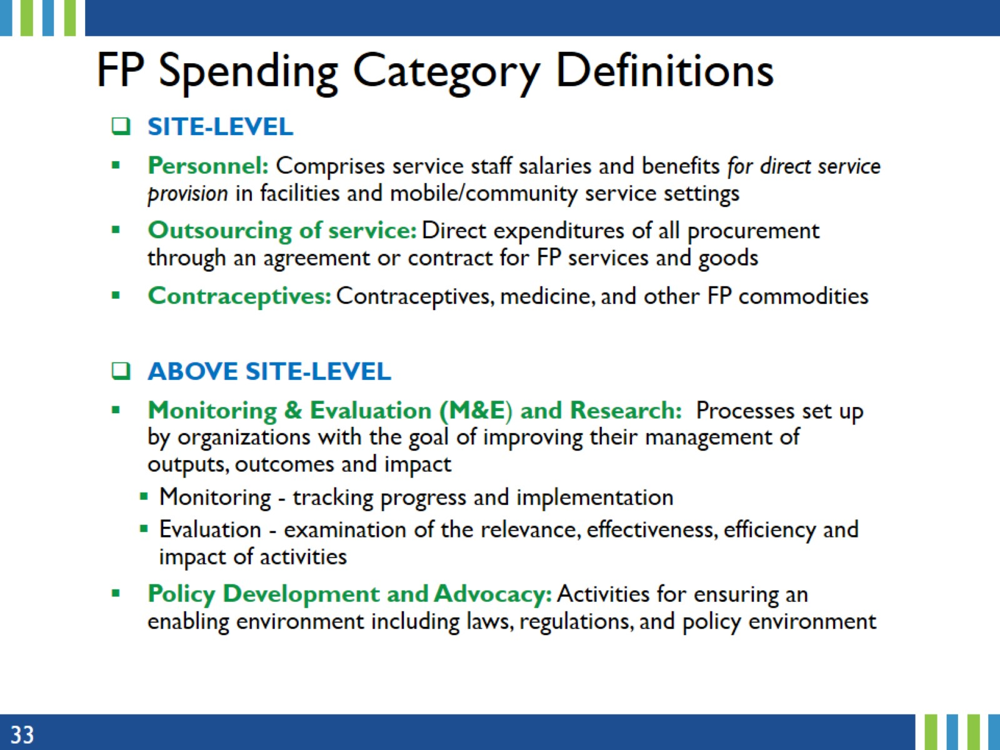 FP Spending Category Definitions
❑ SITE-LEVEL
▪ Personnel: Comprises service staff salaries and benefits for direct service
provision in facilities and mobile/community service settings
▪ Outsourcing of service: Direct expenditures of all procurement
through an agreement or contract for FP services and goods
▪ Contraceptives: Contraceptives, medicine, and other FP commodities
❑ ABOVE SITE-LEVEL
▪ Monitoring & Evaluation (M&E) and Research: Processes set up
by organizations with the goal of improving their management of
outputs, outcomes and impact
▪ Monitoring - tracking progress and implementation
▪ Evaluation - examination of the relevance, effectiveness, efficiency and
impact of activities
▪ Policy Development and Advocacy: Activities for ensuring an
enabling environment including laws, regulations, and policy environment
33